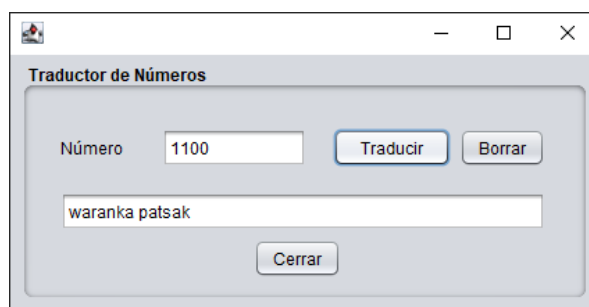 Traductor de Números
Número 1100 Traducir Borrar
waranka patsak
Cerrar